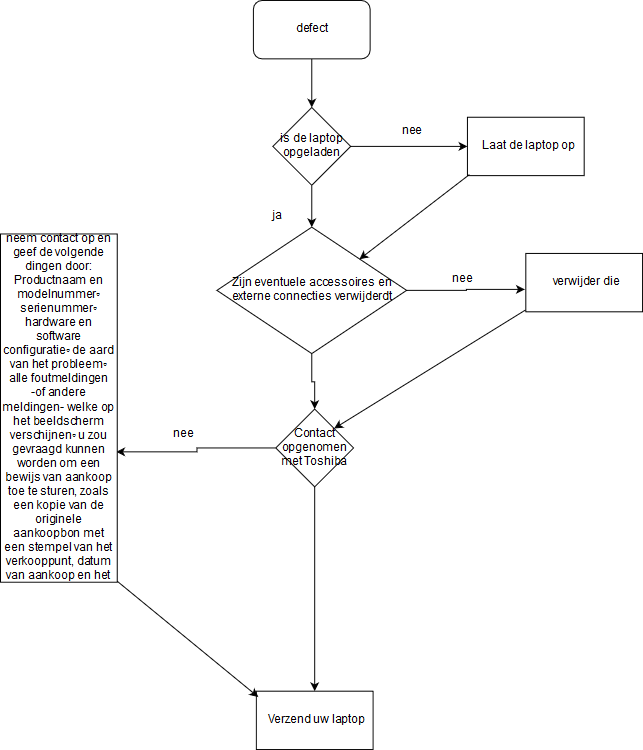 defect
is de laptop
opgeladen
nee
Laat de laptop op
ja
Zijn eventuele accessoires en
externe connecties verwijderdt
nee
verwijder die
neem contact op en
geef de volgende
dingen door:
Productnaam en
modelnummer-
serienummer-
hardware en
software
configuratie- de aard
van het probleem-
alle foutmeldingen
-of andere
meldingen- welke op
het beeldscherm
verschijnen- u zou
gevraagd kunnen
worden om een
bewijs van aankoop
toe te sturen, zoals
een kopie van de
originele
aankoopbon met
een stempel van het
verkooppunt, datum
van aankoop en het
nee
Contact
opgenomen
met Toshiba
Verzend uw laptop